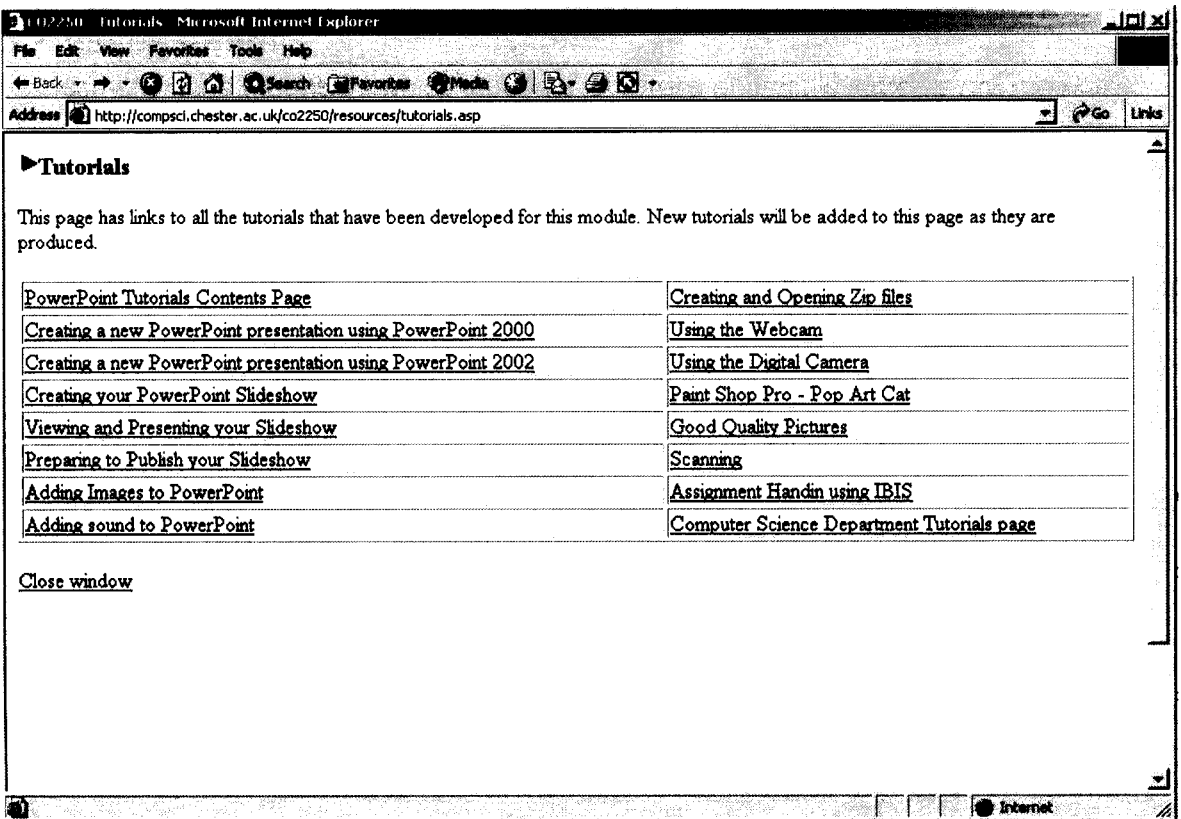 CO2250 Tutorials Microsoft Internet Explorer
File Edit View Favorites Tools Help
Back Search Favorites Media
Address http://compsci.chester.ac.uk/co2250/resources/tutorials.asp Go Links
Tutorials
This page has links to all the tutorials that have been developed for this module. New tutorials will be added to this page as they are
produced.
PowerPoint Tutorials Contents Page Creating and Opening Zip files
Creating a new PowerPoint presentation using PowerPoint 2000 Using the Webcam
Creating a new PowerPoint presentation using PowerPoint 2002 Using the Digital Camera
Creating your PowerPoint Slideshow Paint Shop Pro - Pop Art Cat
Viewing and Presenting your Slideshow Good Quality Pictures
Preparing to Publish your Slideshow Scanning
Adding Images to PowerPoint Assignment Handin using IBIS
Adding sound to PowerPoint Computer Science Department Tutorials page
Close window
Internet